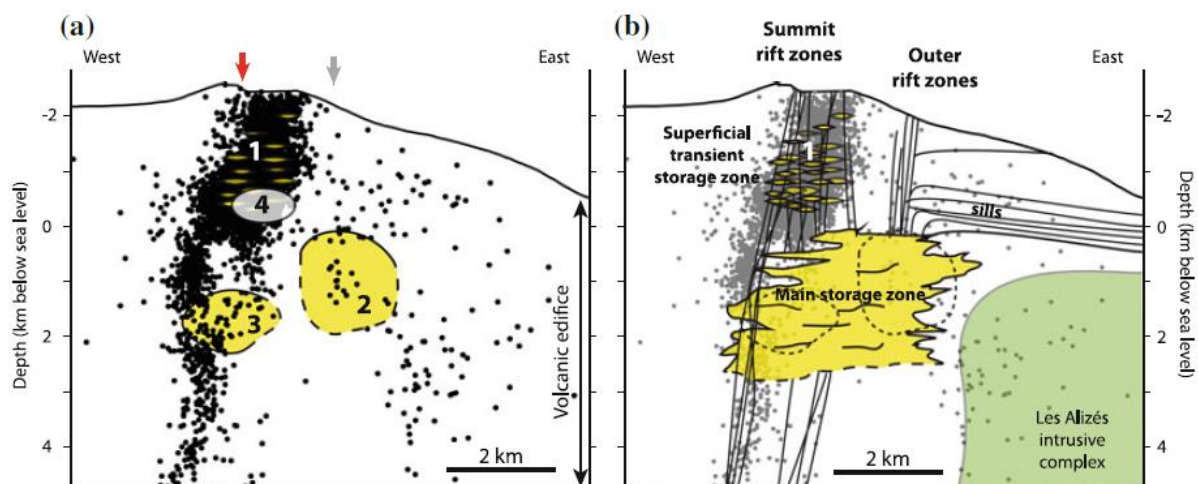 (a)
West
East
Depth (km below sea level)
-2
0
2
4
1
4
2
3
Volcanic edifice
2 km
(b)
Summit
rift zones
Outer
rift zones
West
East
Superficial
transient
storage zone
1
sills
Main storage zone
Les Alizés
intrusive
complex
2 km
-2
0
2
4
Depth (km below sea level)